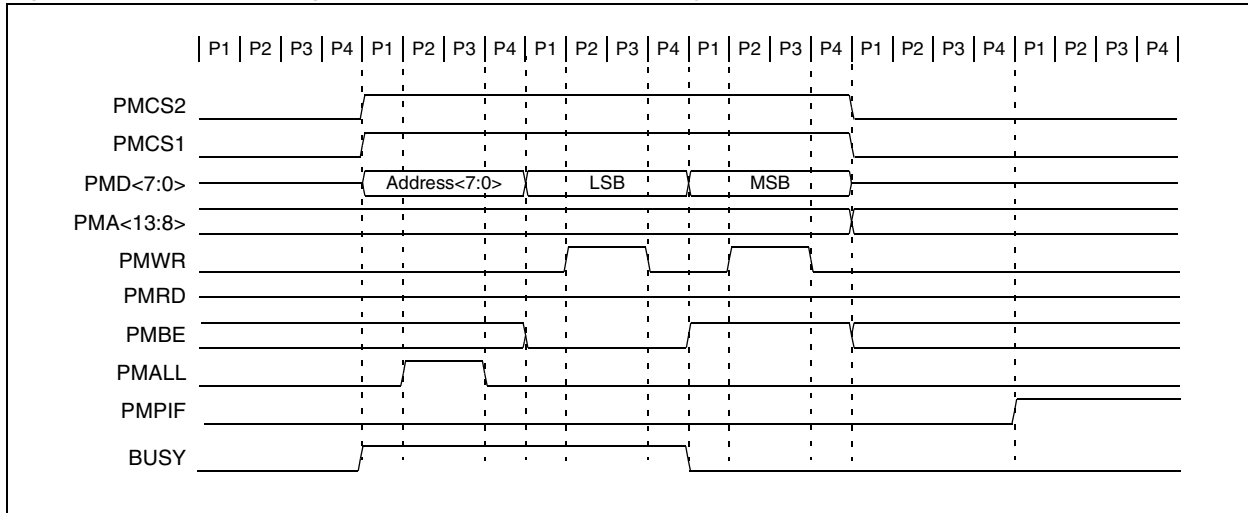 P1 P2 P3 P4 P1 P2 P3 P4 P1 P2 P3 P4 P1 P2 P3 P4 P1 P2 P3 P4 P1 P2 P3 P4
PMCS2
PMCS1
PMD<7:0> Address<7:0> LSB MSB
PMA<13:8>
PMWR
PMRD
PMBE
PMALL
PMPIF
BUSY